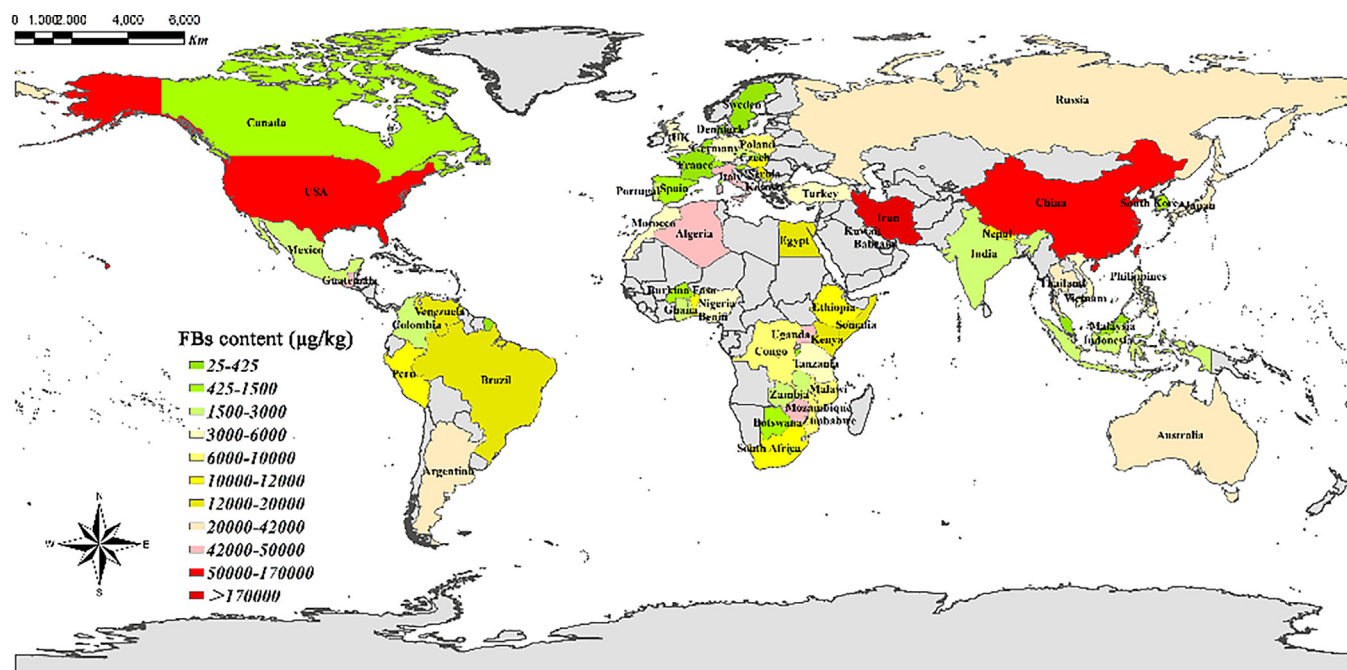 0 1,000 2,000 4,000 6,000
Km
Canada
USA
Mexico
Guatemala
Venezuela
Colombia
Peru
Brazil
Argentina
Sweden
Denmark
UK
Germany
Poland
Czech
France
Italy
Serbia
Portugal
Spain
Turkey
Russia
Morocco
Algeria
Egypt
Iran
Kuwait
Bahrain
China
South Korea
Japan
Nepal
India
Thailand
Vietnam
Philippines
Malaysia
Indonesia
Burkina Faso
Ghana
Nigeria
Benin
Ethiopia
Somalia
Uganda
Kenya
Congo
Tanzania
Zambia
Malawi
Mozambique
Zimbabwe
Botswana
South Africa
Australia
FBs content (µg/kg)
25-425
425-1500
1500-3000
3000-6000
6000-10000
10000-12000
12000-20000
20000-42000
42000-50000
50000-170000
>170000
N
W E
S